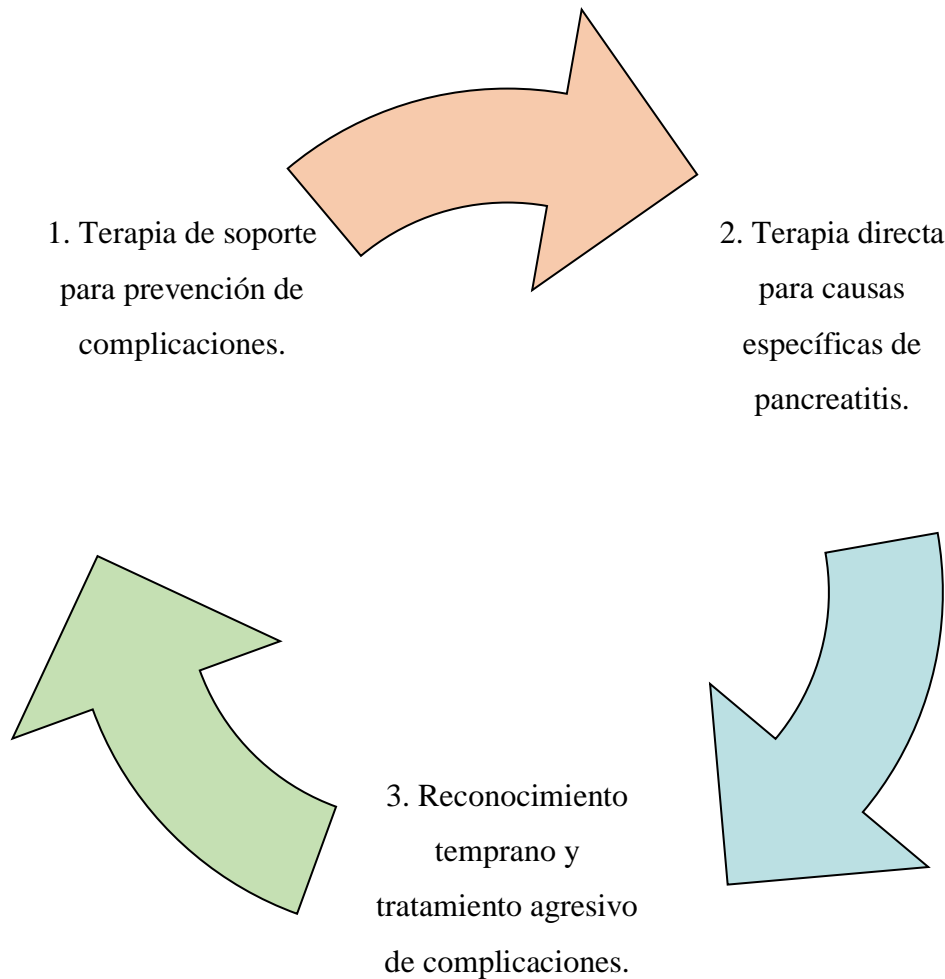 1. Terapia de soporte
para prevención de
complicaciones.
2. Terapia directa
para causas
específicas de
pancreatitis.
3. Reconocimiento
temprano y
tratamiento agresivo
de complicaciones.